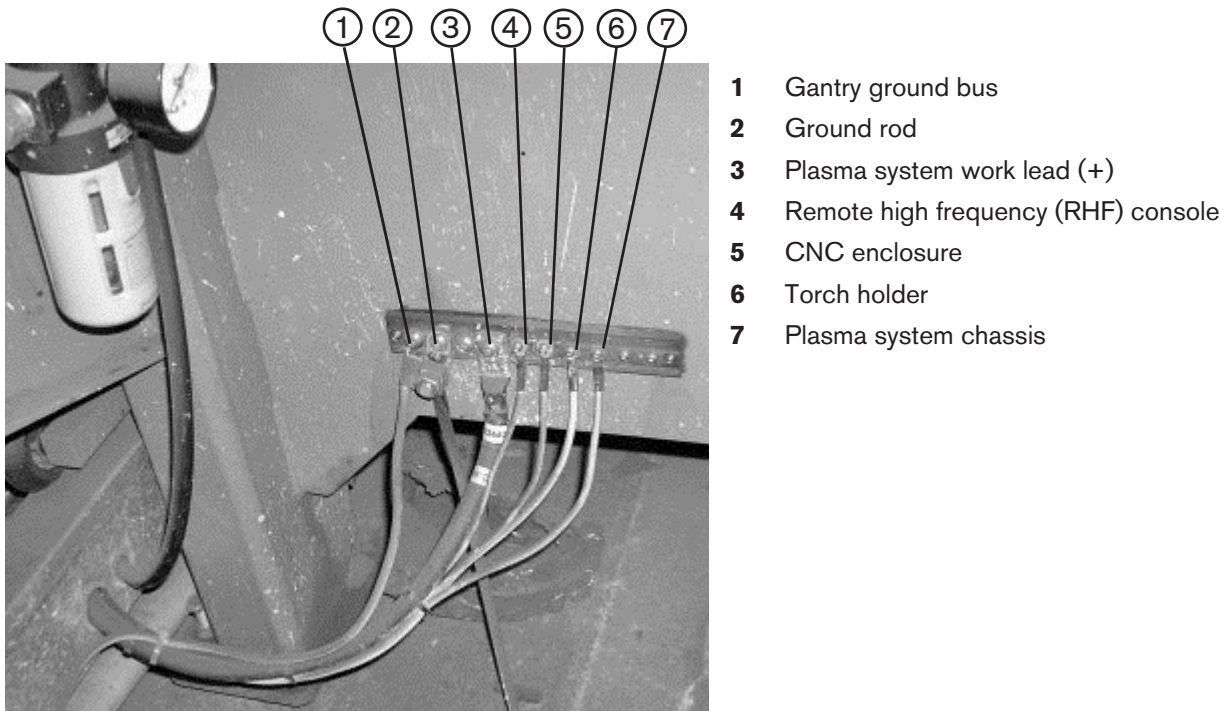 1 2 3 4 5 6 7
1 Gantry ground bus
2 Ground rod
3 Plasma system work lead (+)
4 Remote high frequency (RHF) console
5 CNC enclosure
6 Torch holder
7 Plasma system chassis